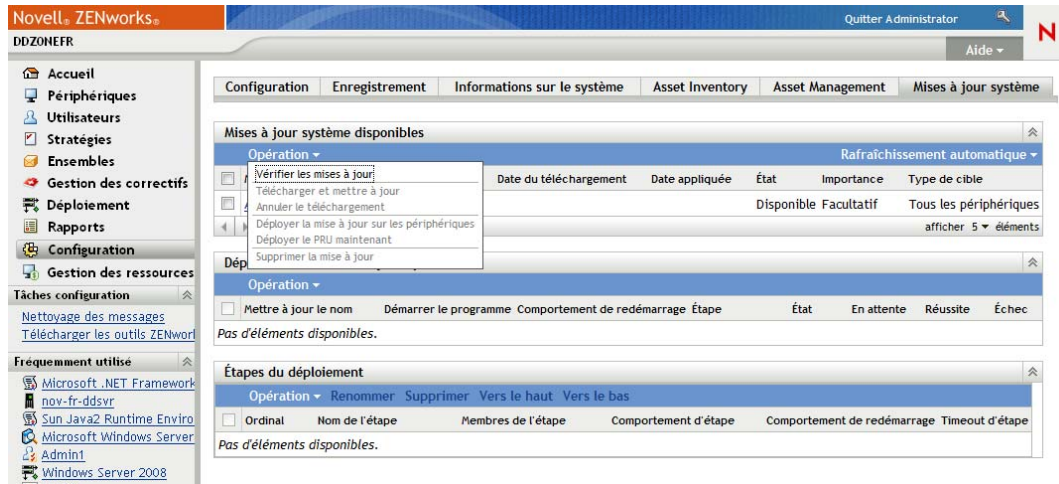 Novell® ZENworks®
Quitter Administrator
N
DDZONEFR
Aide
Accueil
Périphériques
Utilisateurs
Stratégies
Ensembles
Gestion des correctifs
Déploiement
Rapports
Configuration
Gestion des ressources
Tâches configuration
Nettoyage des messages
Télécharger les outils ZENworl
Fréquemment utilisé
Microsoft .NET Framework
nov-fr-ddsvr
Sun Java2 Runtime Enviro
Microsoft Windows Server
Admin1
Windows Server 2008
Configuration Enregistrement Informations sur le système Asset Inventory Asset Management Mises à jour système
Mises à jour système disponibles
Opération Rafraîchissement automatique
Date du téléchargement Date appliquée État Importance Type de cible
Disponible Facultatif Tous les périphériques
afficher 5 éléments
Vérifier les mises à jour
Télécharger et mettre à jour
Annuler le téléchargement
Déployer la mise à jour sur les périphériques
Déployer le PRU maintenant
Supprimer la mise à jour
Dép
Opération
Mettre à jour le nom Démarrer le programme Comportement de redémarrage Étape État En attente Réussite Échec
Pas d'éléments disponibles.
Étapes du déploiement
Opération Renommer Supprimer Vers le haut Vers le bas
Ordinal Nom de l'étape Membres de l'étape Comportement d'étape Comportement de redémarrage Timeout d'étape
Pas d'éléments disponibles.